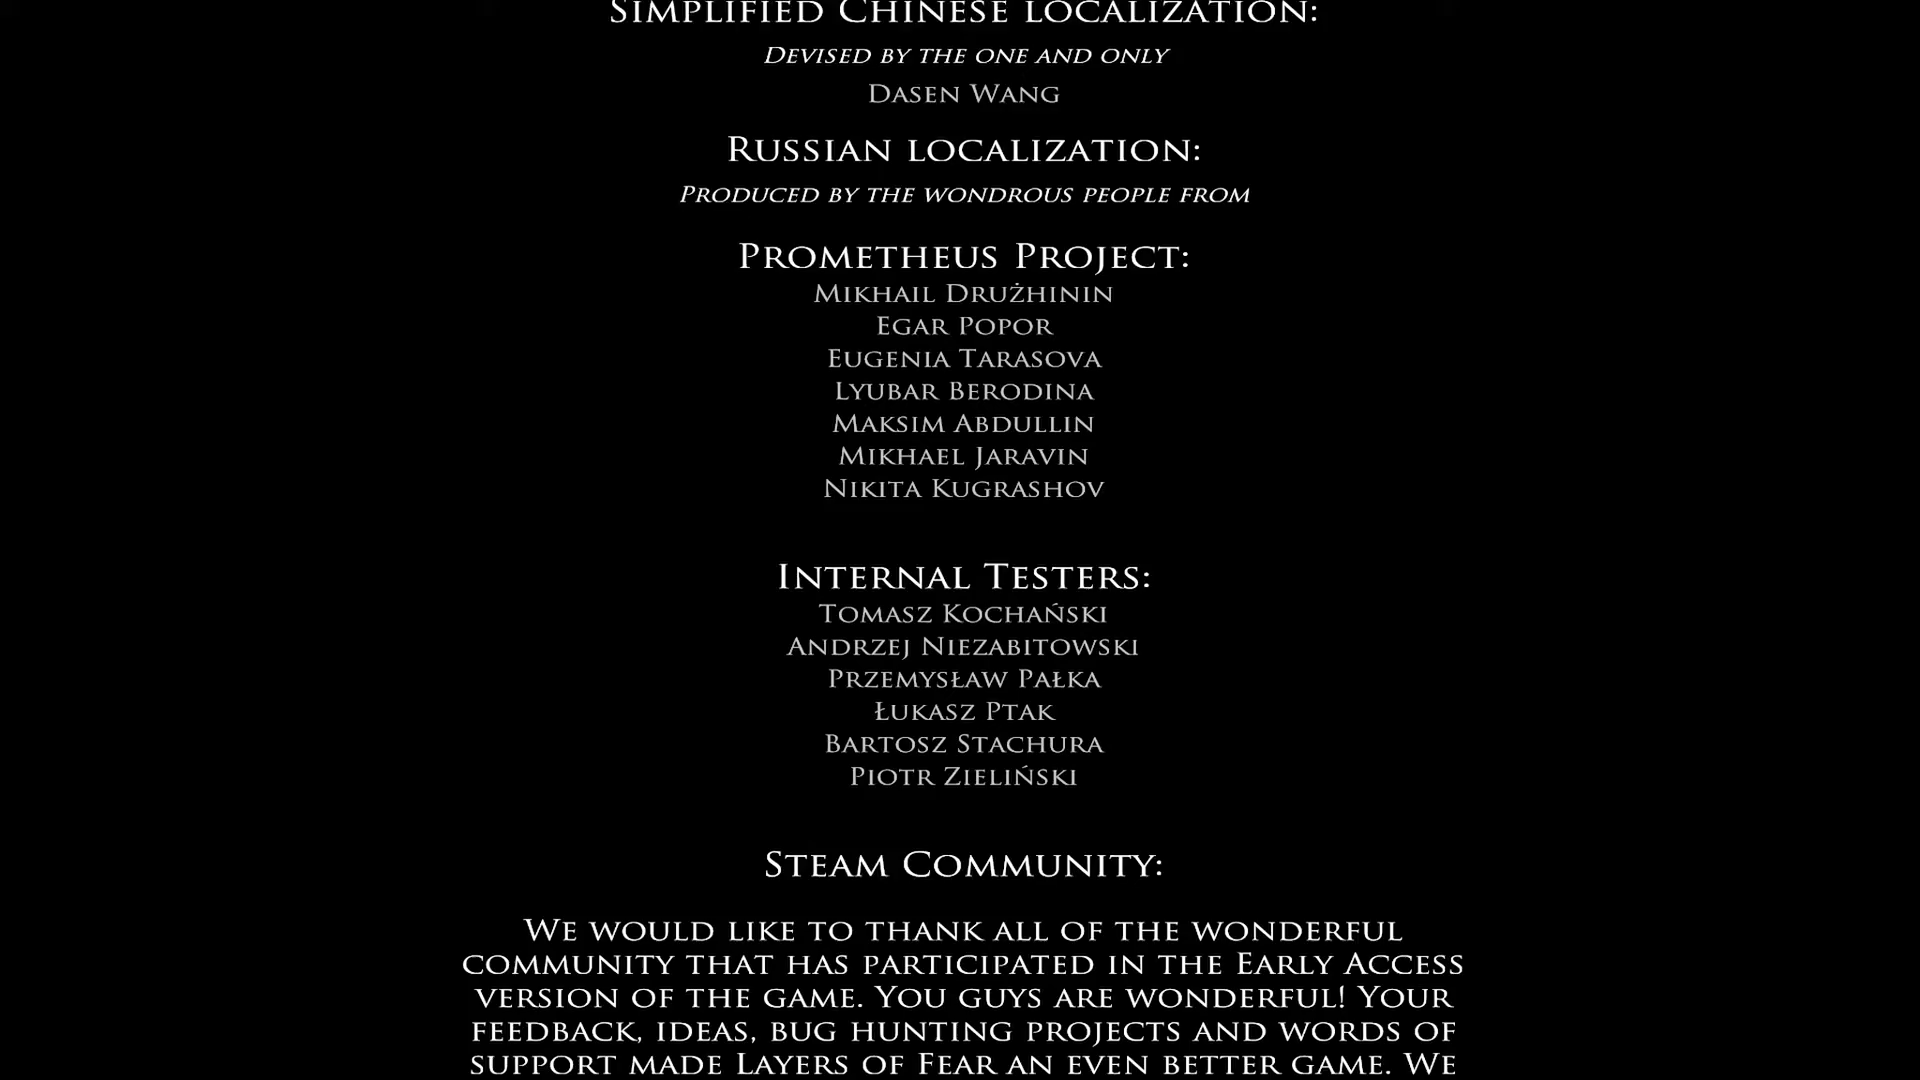 Simplified Chinese localization:
Devised by the one and only
Dasen Wang
Russian localization:
Produced by the wondrous people from
Prometheus Project:
Mikhail Drużhinin
Egar Popor
Eugenia Tarasova
Lyubar Berodina
Maksim Abdullin
Mikhael Jaravin
Nikita Kugrashov
Internal Testers:
Tomasz Kochański
Andrzej Niezabitowski
Przemysław Pałka
Łukasz Ptak
Bartosz Stachura
Piotr Zieliński
Steam Community:
We would like to thank all of the wonderful
community that has participated in the Early Access
version of the game. You guys are wonderful! Your
feedback, ideas, bug hunting projects and words of
support made Layers of Fear an even better game. We